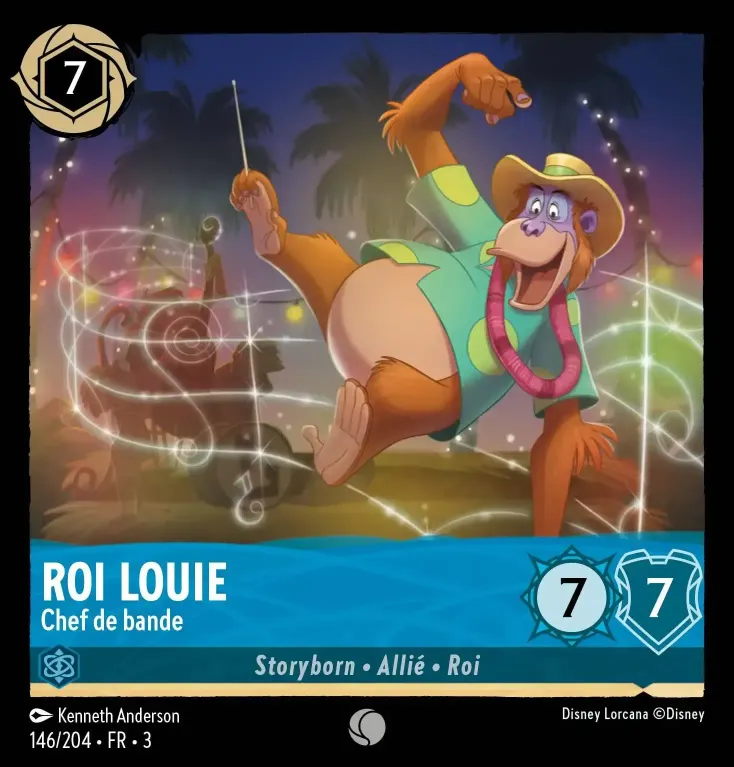 7
ROI LOUIE
Chef de bande
7 7
Storyborn • Allié • Roi
Kenneth Anderson
Disney Lorcana ©Disney
146/204 • FR • 3